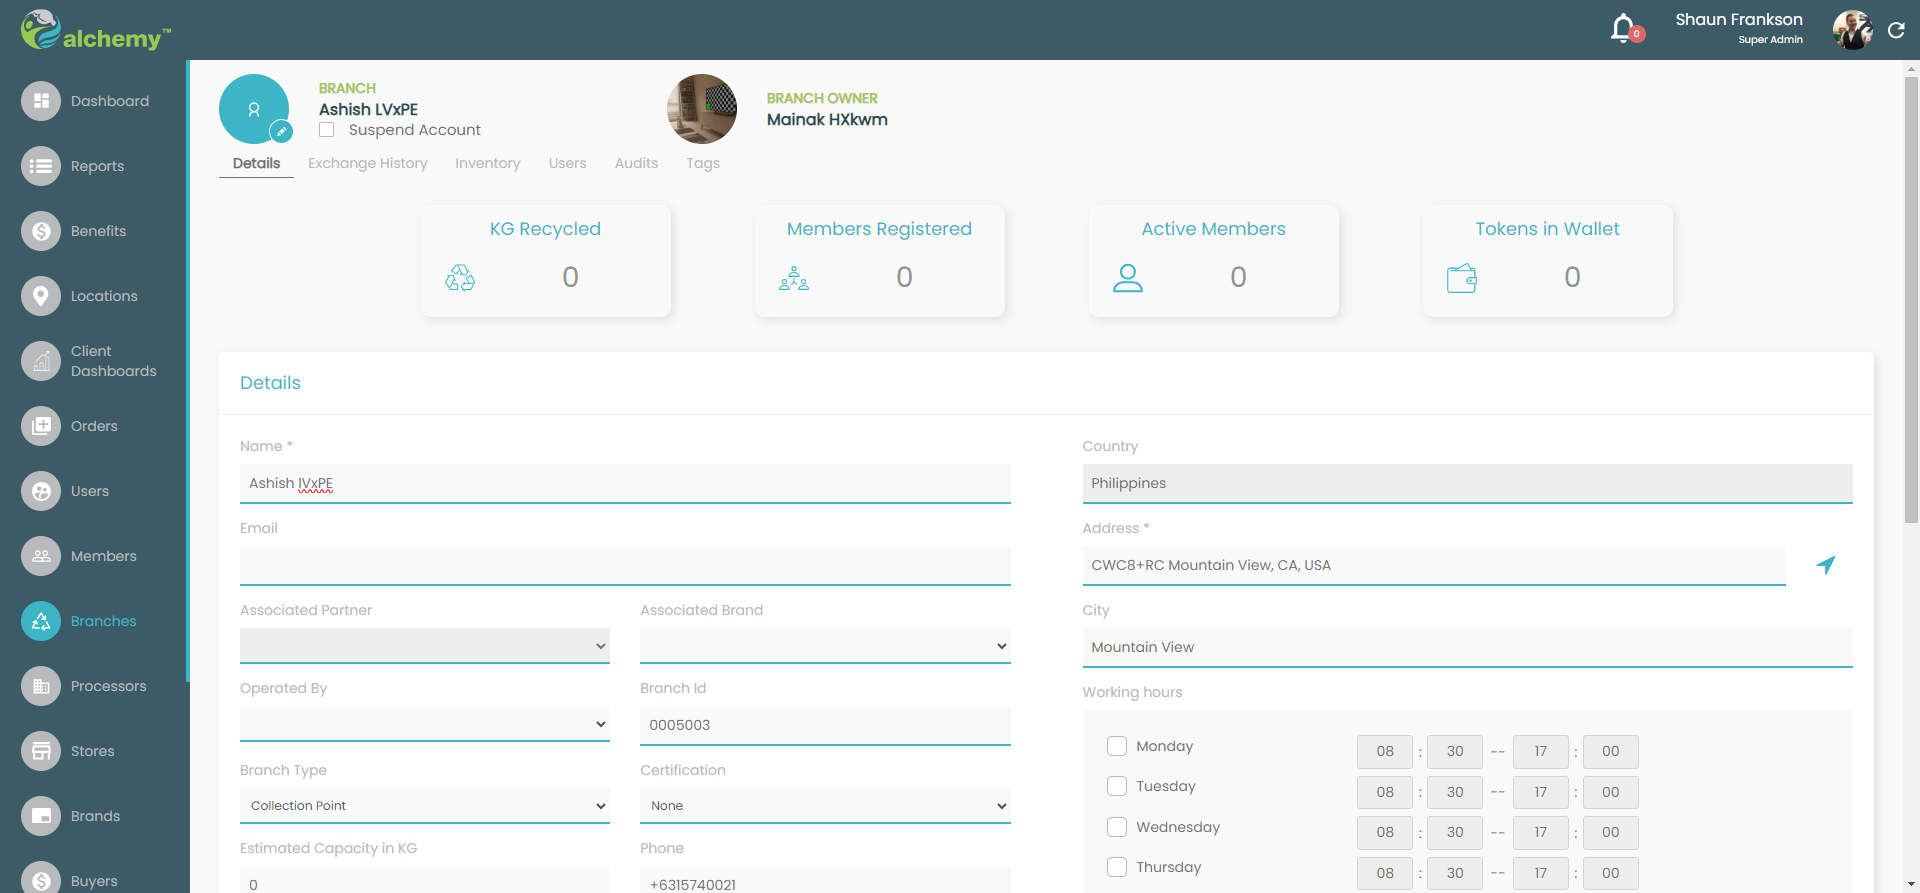 alchemy™
0
Shaun Frankson
Super Admin
Dashboard
Reports
Benefits
Locations
Client
Dashboards
Orders
Users
Members
Branches
Processors
Stores
Brands
Buyers
BRANCH
Ashish LVxPE
Suspend Account
BRANCH OWNER
Mainak HXkwm
Details Exchange History Inventory Users Audits Tags
KG Recycled
0
Members Registered
0
Active Members
0
Tokens in Wallet
0
Details
Name *
Ashish lVxPE
Email
Associated Partner Associated Brand
Operated By Branch Id
0005003
Branch Type Certification
Collection Point None
Estimated Capacity in KG Phone
0 +6315740021
Country
Philippines
Address *
CWC8+RC Mountain View, CA, USA
City
Mountain View
Working hours
Monday 08 : 30 -- 17 : 00
Tuesday 08 : 30 -- 17 : 00
Wednesday 08 : 30 -- 17 : 00
Thursday 08 : 30 -- 17 : 00